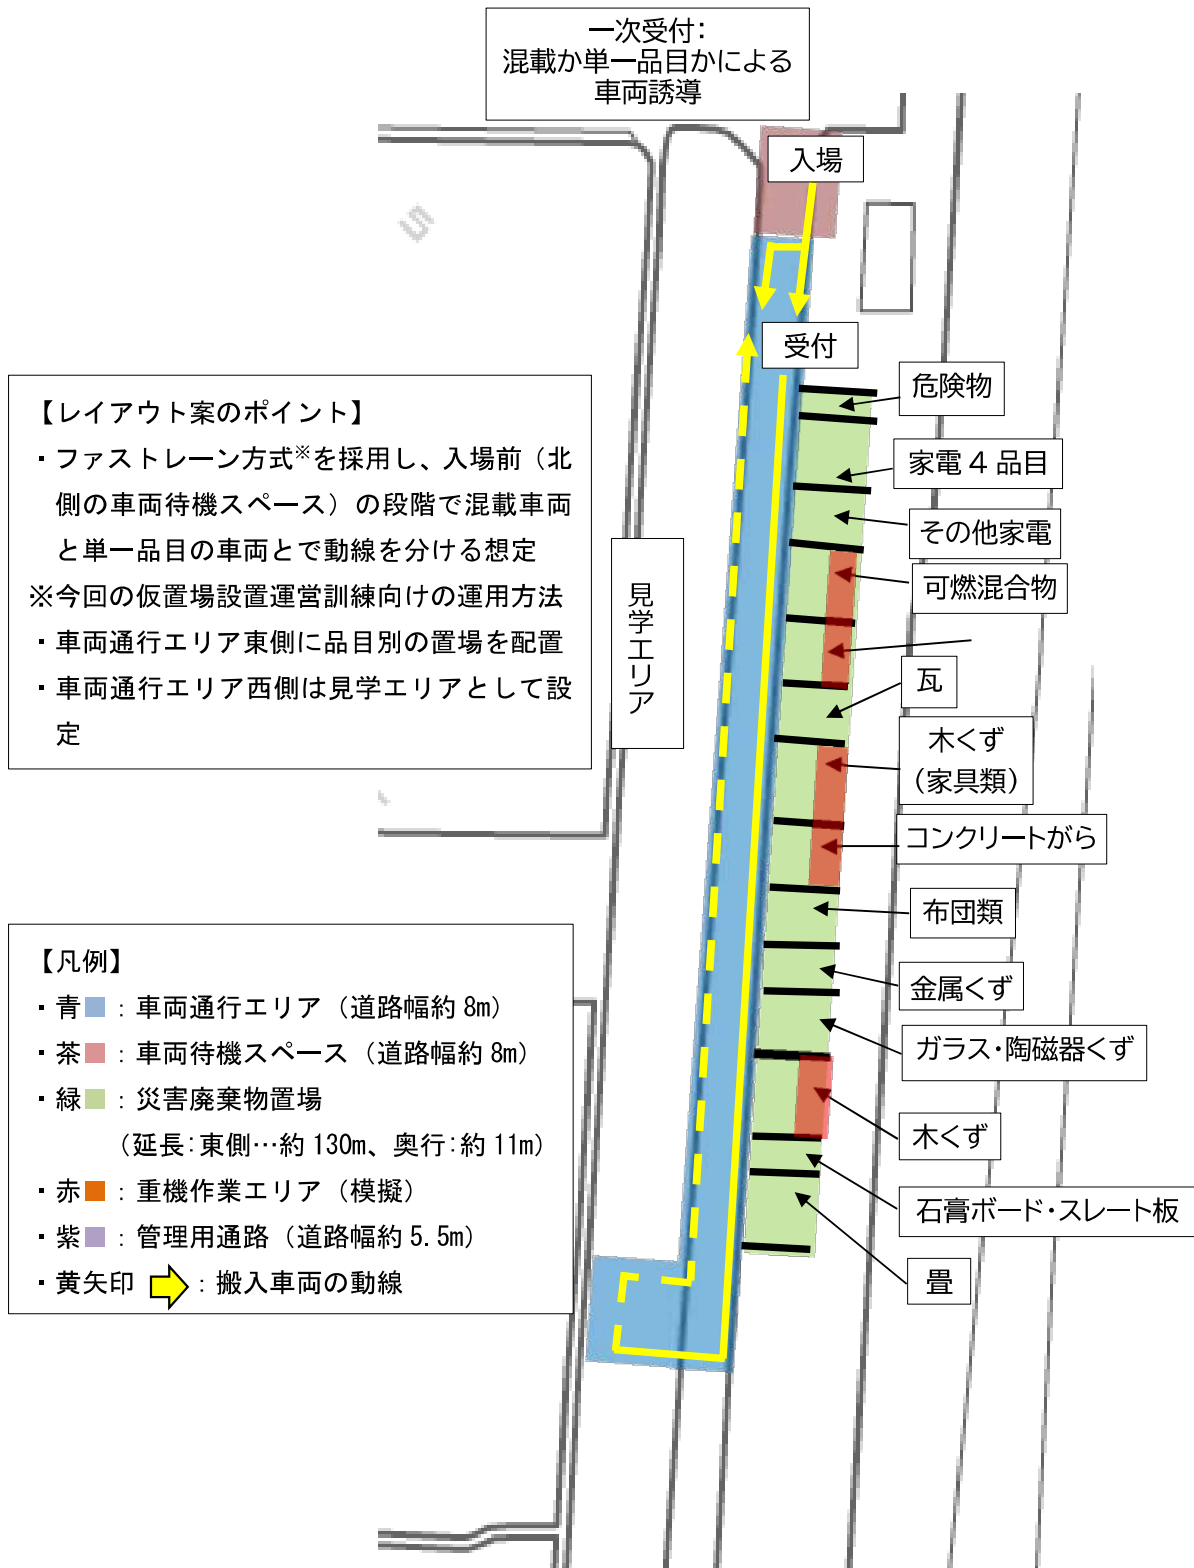 一次受付：
混載か単一品目かによる
車両誘導
入場
S
受付
【レイアウト案のポイント】
・ファストレーン方式※を採用し、入場前（北
側の車両待機スペース）の段階で混載車両
と単一品目の車両とで動線を分ける想定
※今回の仮置場設置運営訓練向けの運用方法
・車両通行エリア東側に品目別の置場を配置
・車両通行エリア西側は見学エリアとして設
定
見学エリア
危険物
家電４品目
その他家電
可燃混合物
瓦
木くず
（家具類）
コンクリートがら
布団類
金属くず
ガラス・陶磁器くず
木くず
石膏ボード・スレート板
畳
【凡例】
・青 ：車両通行エリア（道路幅約 8m）
・茶 ：車両待機スペース（道路幅約 8m）
・緑 ：災害廃棄物置場
（延長：東側…約 130m、奥行：約 11m）
・赤 ：重機作業エリア（模擬）
・紫 ：管理用通路（道路幅約 5.5m）
・黄矢印 ：搬入車両の動線